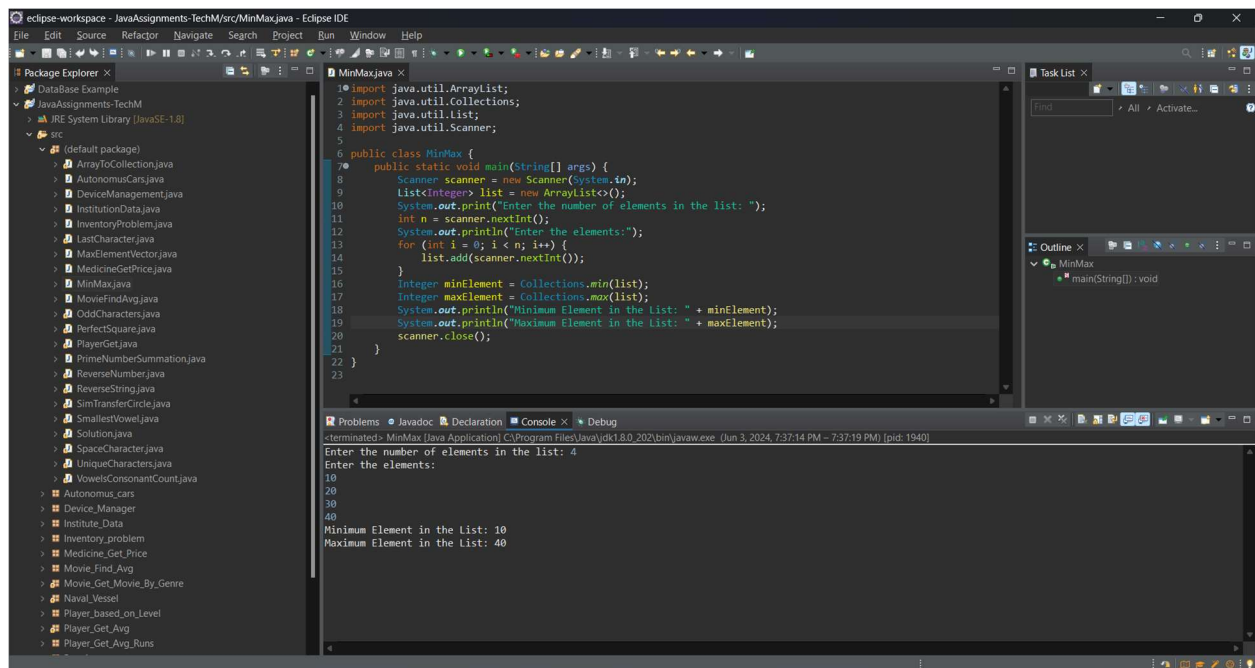 eclipse-workspace - JavaAssignments-TechM/src/MinMax.java - Eclipse IDE
File Edit Source Refactor Navigate Search Project Run Window Help
Package Explorer
DataBase Example
JavaAssignments-TechM
JRE System Library [JavaSE-1.8]
src
(default package)
ArrayToCollection.java
AutonomusCars.java
DeviceManagement.java
InstitutionData.java
InventoryProblem.java
LastCharacter.java
MaxElementVector.java
MedicineGetPrice.java
MinMax.java
MovieFindAvg.java
OddCharacters.java
PerfectSquare.java
PlayerGet.java
PrimeNumberSummation.java
ReverseNumber.java
ReverseString.java
SimTransferCircle.java
SmallestVowel.java
Solution.java
SpaceCharacter.java
UniqueCharacters.java
VowelsConsonantCount.java
Autonomus_cars
Device_Manager
Institute_Data
Inventory_problem
Medicine_Get_Price
Movie_Find_Avg
Movie_Get_Movie_By_Genre
Naval_Vessel
Player_based_on_Level
Player_Get_Avg
Player_Get_Avg_Runs
MinMax.java
1 import java.util.ArrayList;
2 import java.util.Collections;
3 import java.util.List;
4 import java.util.Scanner;
5
6 public class MinMax {
7 public static void main(String[] args) {
8 Scanner scanner = new Scanner(System.in);
9 List<Integer> list = new ArrayList<>();
10 System.out.print("Enter the number of elements in the list: ");
11 int n = scanner.nextInt();
12 System.out.println("Enter the elements:");
13 for (int i = 0; i < n; i++) {
14 list.add(scanner.nextInt());
15 }
16 Integer minElement = Collections.min(list);
17 Integer maxElement = Collections.max(list);
18 System.out.println("Minimum Element in the List: " + minElement);
19 System.out.println("Maximum Element in the List: " + maxElement);
20 scanner.close();
21 }
22 }
23
Task List
Find All Activate...
Outline
MinMax
main(String[]) : void
Problems Javadoc Declaration Console Debug
<terminated> MinMax [Java Application] C:\Program Files\Java\jdk1.8.0_202\bin\javaw.exe (Jun 3, 2024, 7:37:14 PM – 7:37:19 PM) [pid: 1940]
Enter the number of elements in the list: 4
Enter the elements:
10
20
30
40
Minimum Element in the List: 10
Maximum Element in the List: 40